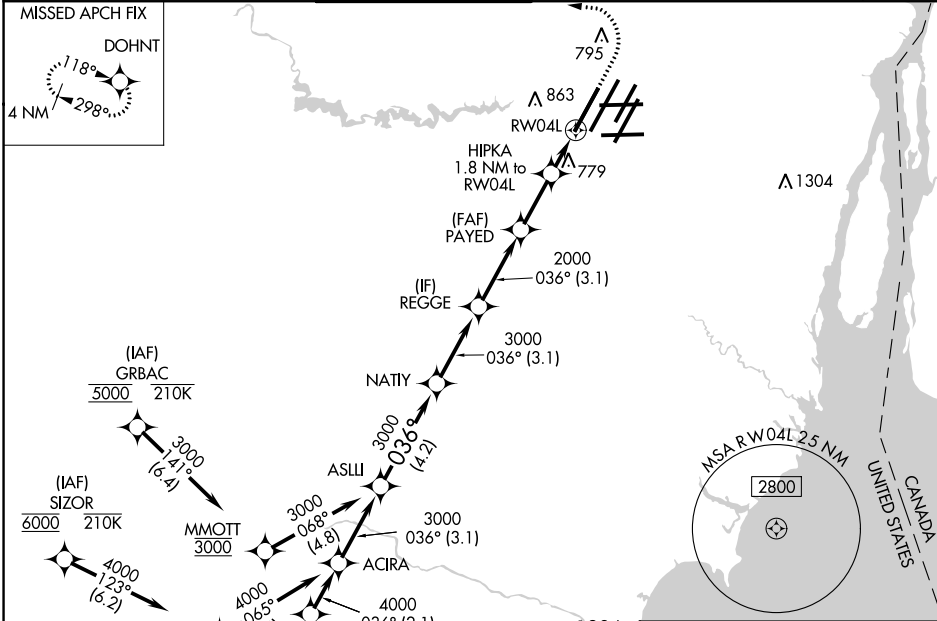 MISSED APCH FIX
DOHNT
118°
298°
4 NM
795
863
RW04L
HIPKA
1.8 NM to
RW04L
779
1304
(FAF)
PAYED
2000
036° (3.1)
(IF)
REGGE
3000
036° (3.1)
NATIY
(IAF)
GRBAC
5000 210K
3000
141°
(6.4)
3000
036°
(4.2)
ASLLI
(IAF)
SIZOR
6000 210K
4000
123°
(6.2)
MMOTT
3000
3000
068°
(4.8)
3000
036° (3.1)
ACIRA
4000
065°
4000
MSA RW04L 25 NM
2800
CANADA
UNITED STATES